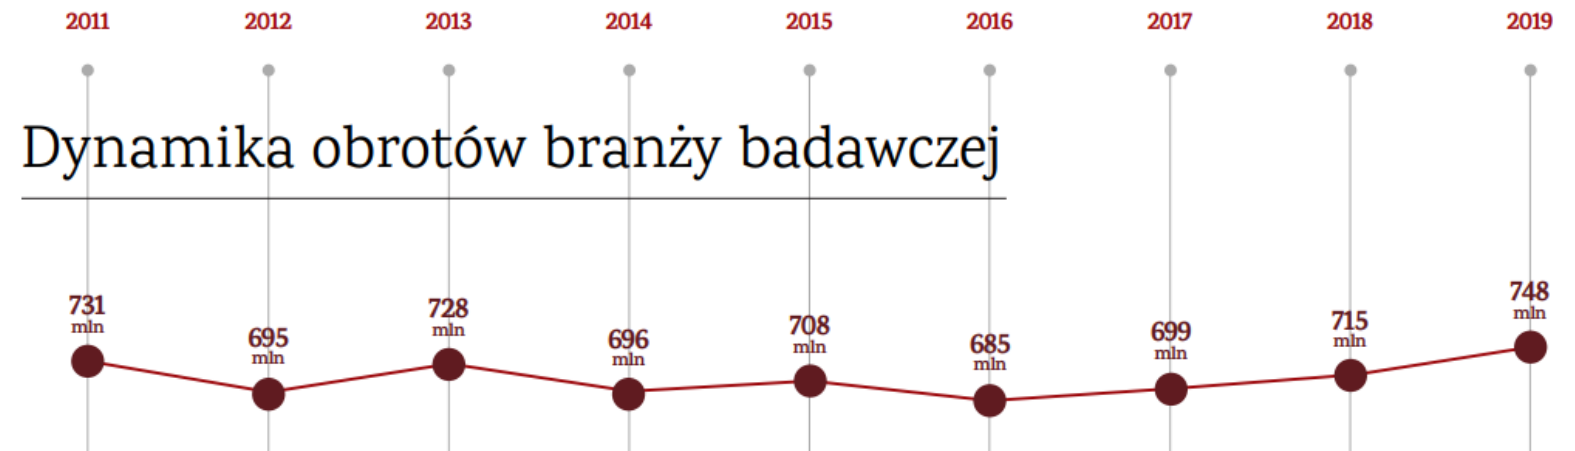 2011 2012 2013 2014 2015 2016 2017 2018 2019
Dynamika obrotów branży badawczej
731 mln
695 mln
728 mln
696 mln
708 mln
685 mln
699 mln
715 mln
748 mln